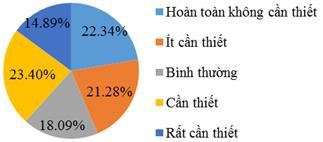 14.89%
22.34%
23.40%
21.28%
18.09%
Hoàn toàn không cần thiết
Ít cần thiết
Bình thường
Cần thiết
Rất cần thiết